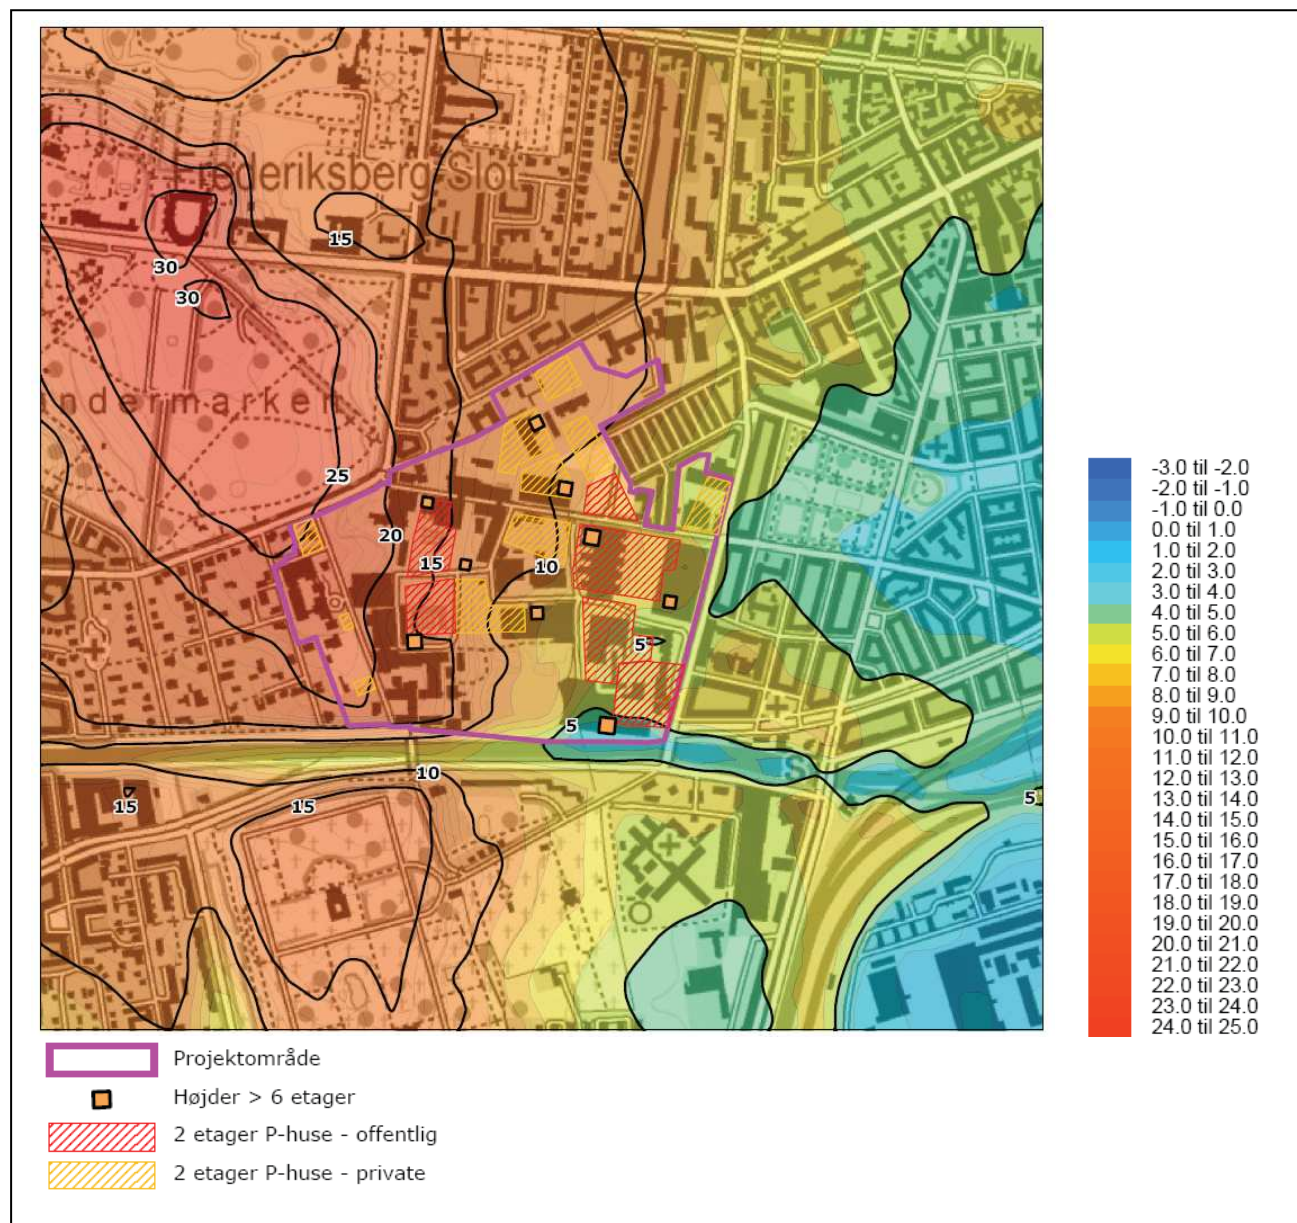 Frederiksberg Slot
30
15
30
ndermarken
25
20
15
10
5
5
10
15
15
5
S
-3.0 til -2.0
-2.0 til -1.0
-1.0 til 0.0
0.0 til 1.0
1.0 til 2.0
2.0 til 3.0
3.0 til 4.0
4.0 til 5.0
5.0 til 6.0
6.0 til 7.0
7.0 til 8.0
8.0 til 9.0
9.0 til 10.0
10.0 til 11.0
11.0 til 12.0
12.0 til 13.0
13.0 til 14.0
14.0 til 15.0
15.0 til 16.0
16.0 til 17.0
17.0 til 18.0
18.0 til 19.0
19.0 til 20.0
20.0 til 21.0
21.0 til 22.0
22.0 til 23.0
23.0 til 24.0
24.0 til 25.0
Projektområde
Højder > 6 etager
2 etager P-huse - offentlig
2 etager P-huse - private